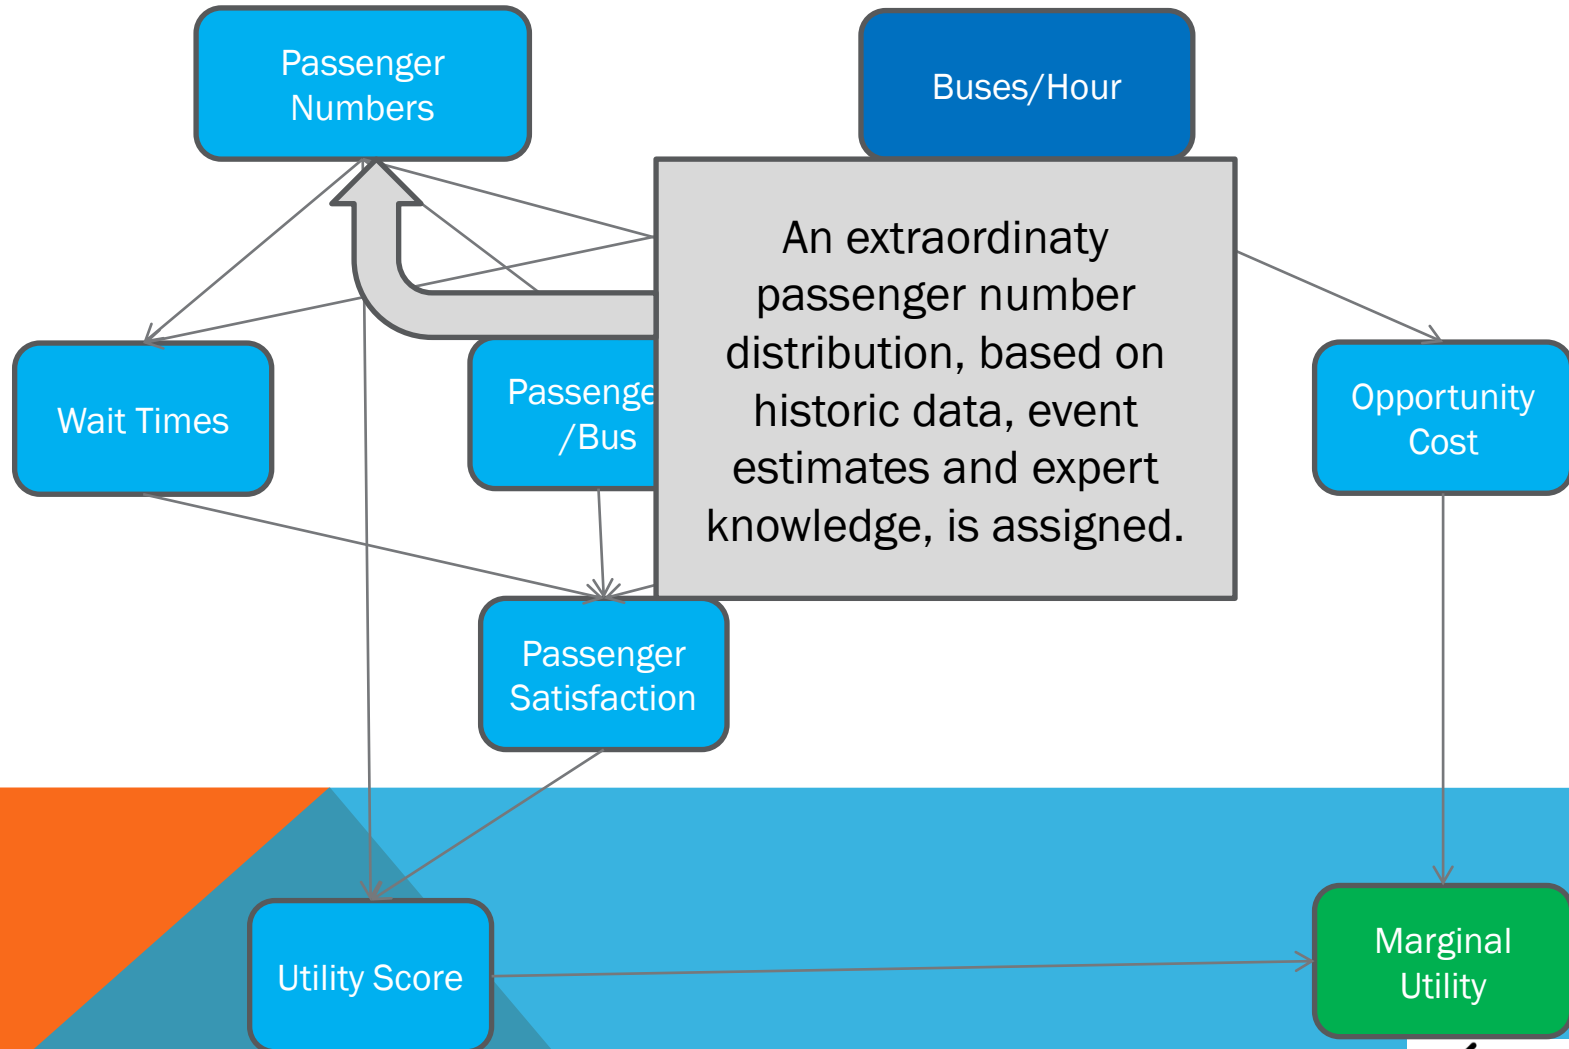 Passenger
Numbers
Buses/Hour
An extraordinaty
passenger number
distribution, based on
historic data, event
estimates and expert
knowledge, is assigned.
Wait Times
Passenge
/Bus
Opportunity
Cost
Passenger
Satisfaction
Utility Score
Marginal
Utility